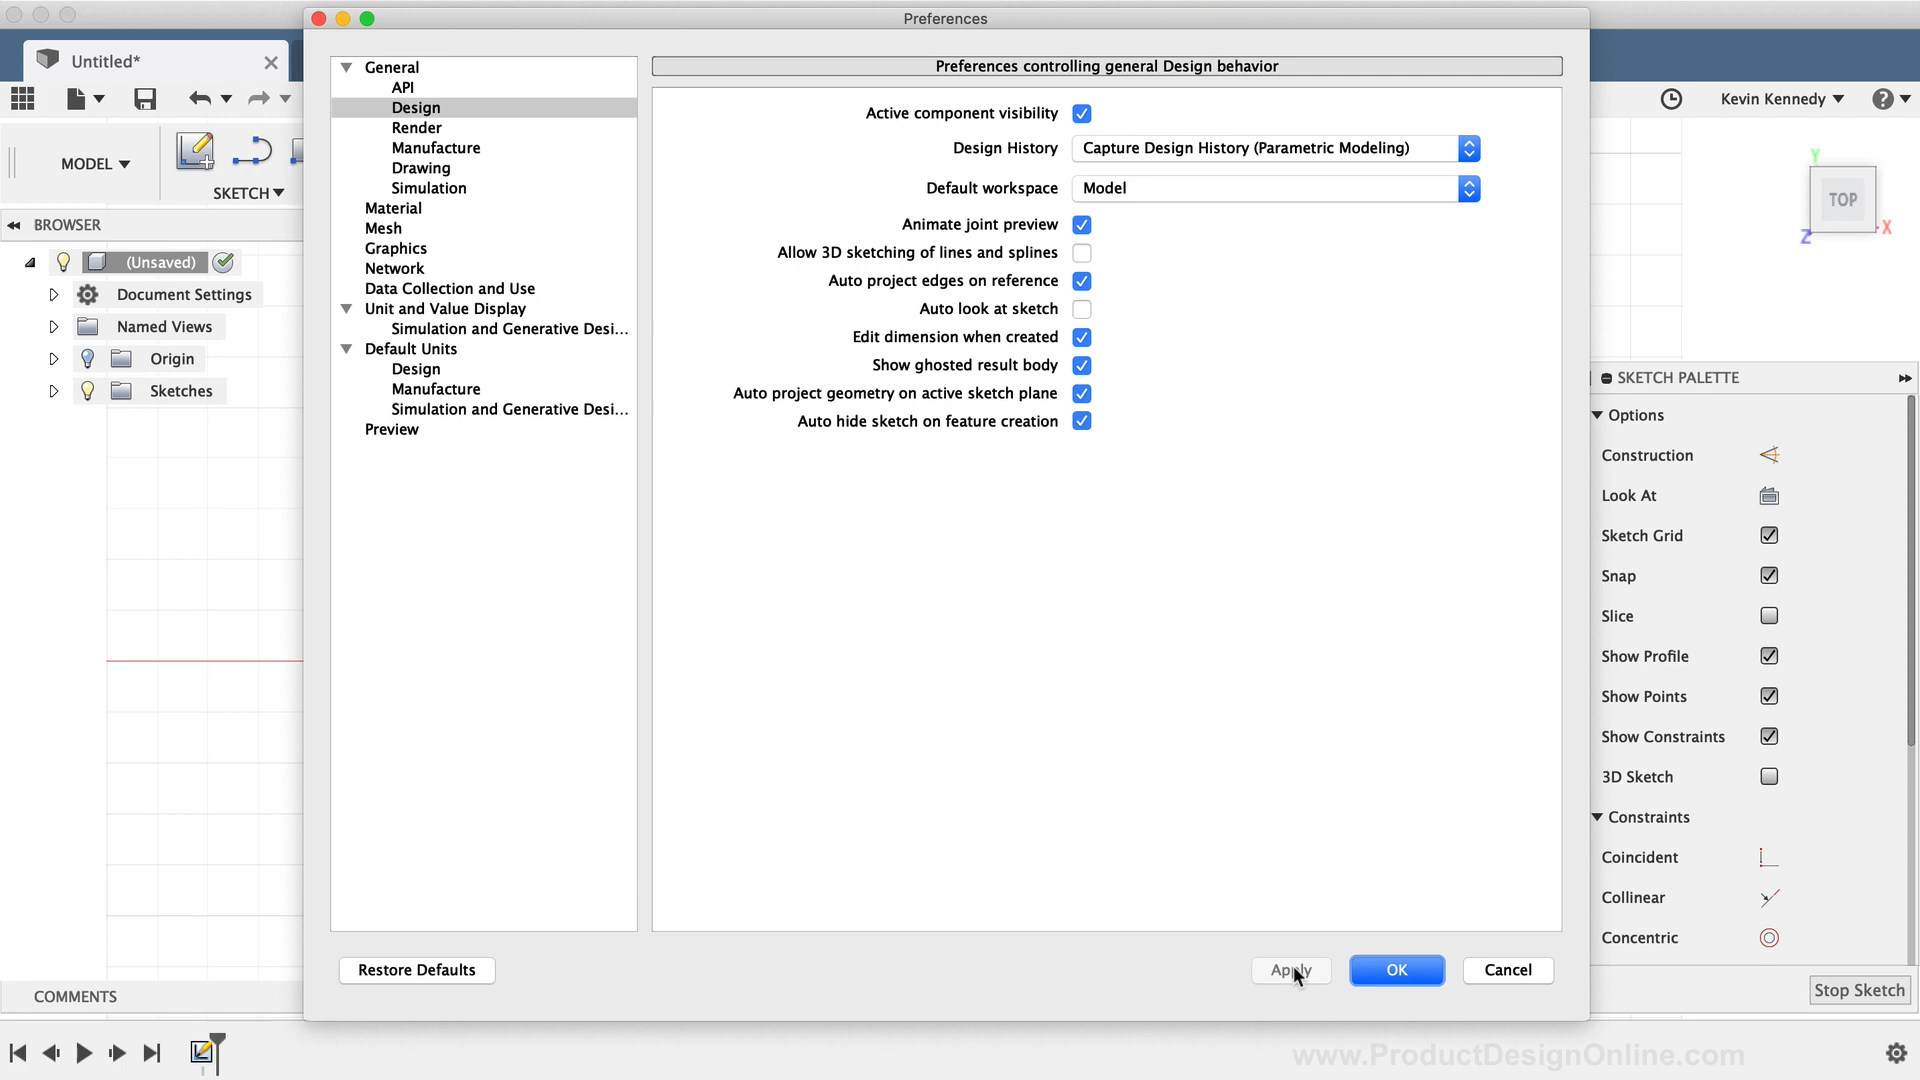 Preferences
Untitled*
Kevin Kennedy
MODEL
SKETCH
BROWSER
(Unsaved)
Document Settings
Named Views
Origin
Sketches
COMMENTS
General
API
Design
Render
Manufacture
Drawing
Simulation
Material
Mesh
Graphics
Network
Data Collection and Use
Unit and Value Display
Simulation and Generative Desi...
Default Units
Design
Manufacture
Simulation and Generative Desi...
Preview
Preferences controlling general Design behavior
Active component visibility
Design History Capture Design History (Parametric Modeling)
Default workspace Model
Animate joint preview
Allow 3D sketching of lines and splines
Auto project edges on reference
Auto look at sketch
Edit dimension when created
Show ghosted result body
Auto project geometry on active sketch plane
Auto hide sketch on feature creation
Restore Defaults
Apply
OK
Cancel
Y
TOP
X
Z
SKETCH PALETTE
Options
Construction
Look At
Sketch Grid
Snap
Slice
Show Profile
Show Points
Show Constraints
3D Sketch
Constraints
Coincident
Collinear
Concentric
Stop Sketch
www.ProductDesignOnline.com